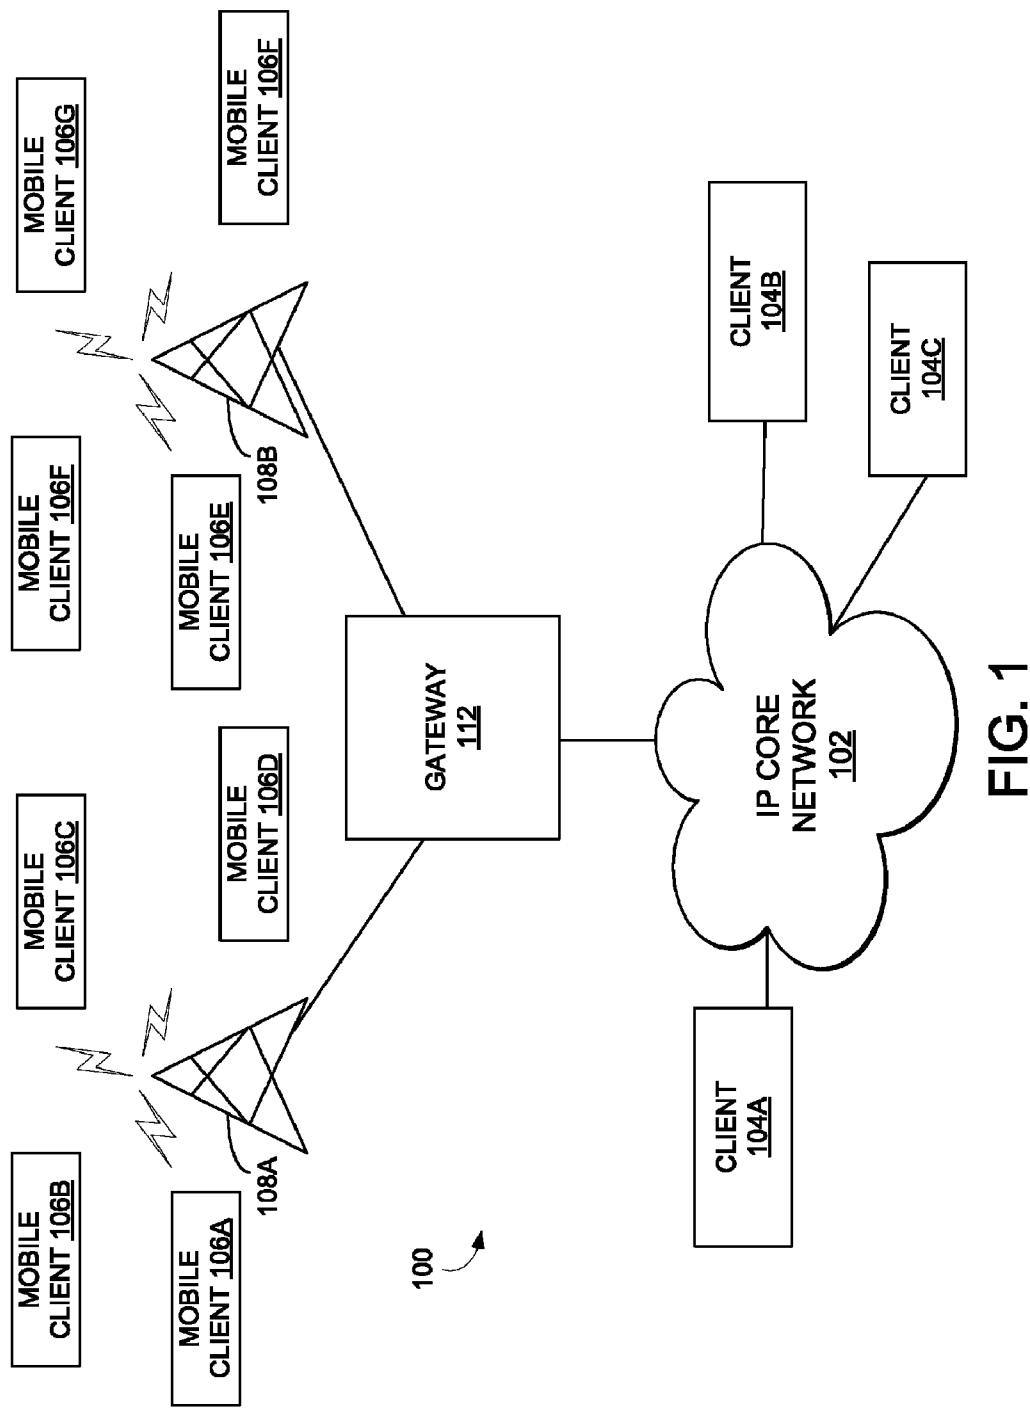 MOBILE
CLIENT 106B
MOBILE
CLIENT 106C
MOBILE
CLIENT 106F
MOBILE
CLIENT 106G
MOBILE
CLIENT 106A
MOBILE
CLIENT 106D
MOBILE
CLIENT 106E
MOBILE
CLIENT 106F
108A
108B
100
GATEWAY
112
CLIENT
104A
IP CORE
NETWORK
102
CLIENT
104B
CLIENT
104C
FIG. 1